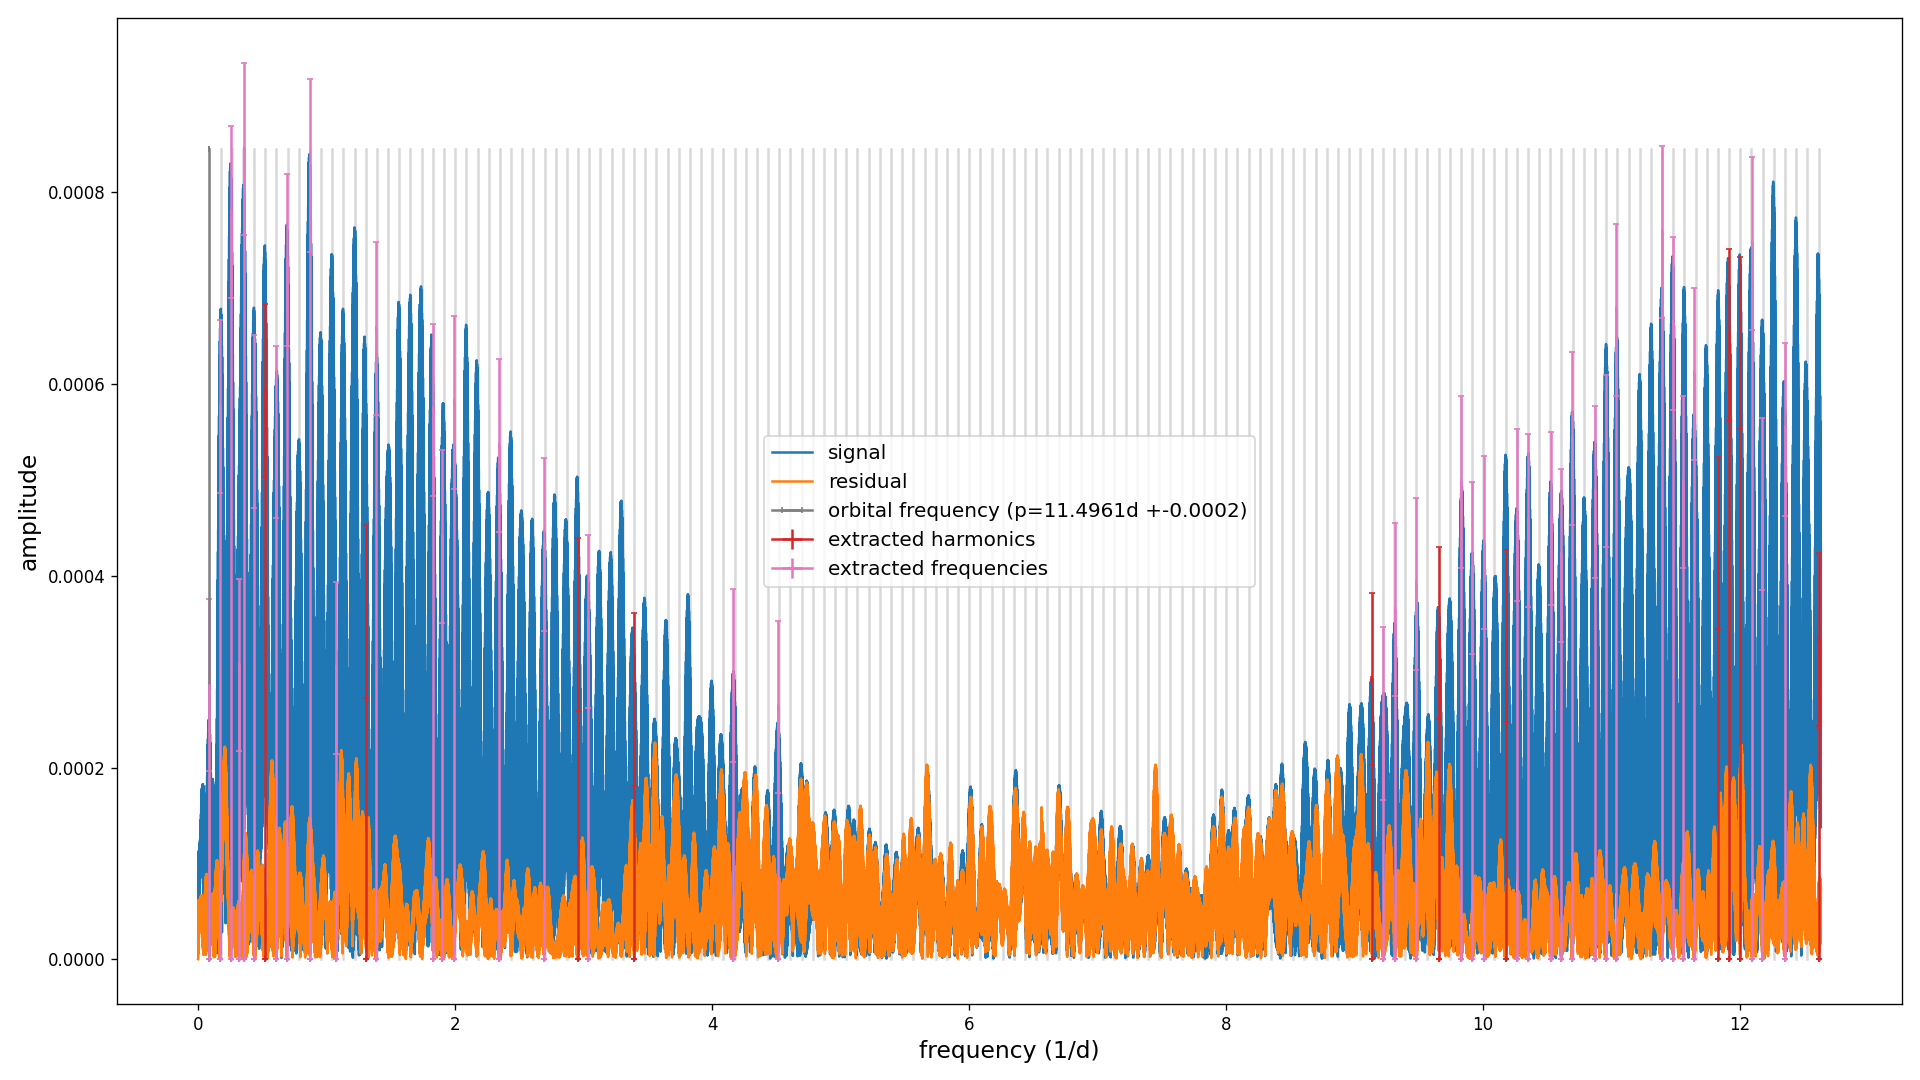 amplitude
0.0008
0.0006
0.0004
0.0002
0.0000
signal
residual
orbital frequency (p=11.4961d +-0.0002)
extracted harmonics
extracted frequencies
0 2 4 6 8 10 12
frequency (1/d)